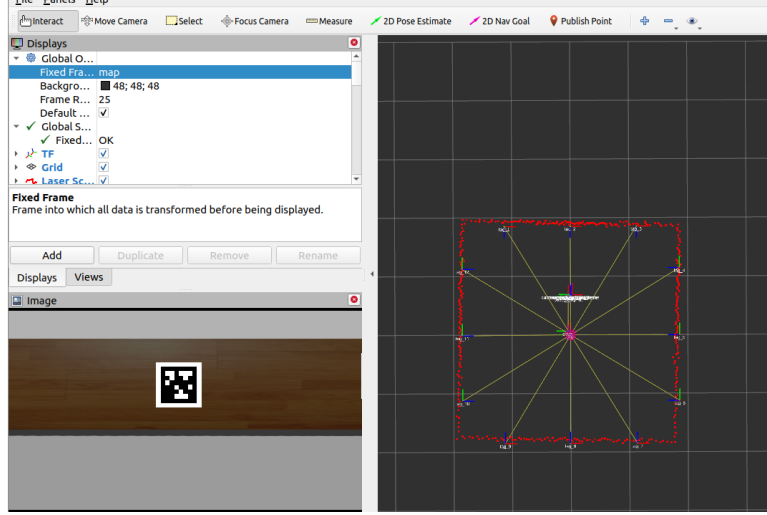 File Panels Help
Interact Move Camera Select Focus Camera Measure 2D Pose Estimate 2D Nav Goal Publish Point
Displays
Global O...
Fixed Fra... map
Backgro... 48; 48; 48
Frame R... 25
Default ...
Global S...
Fixed... OK
TF
Grid
Laser Sc...
Fixed Frame
Frame into which all data is transformed before being displayed.
Add Duplicate Remove Rename
Displays Views
Image